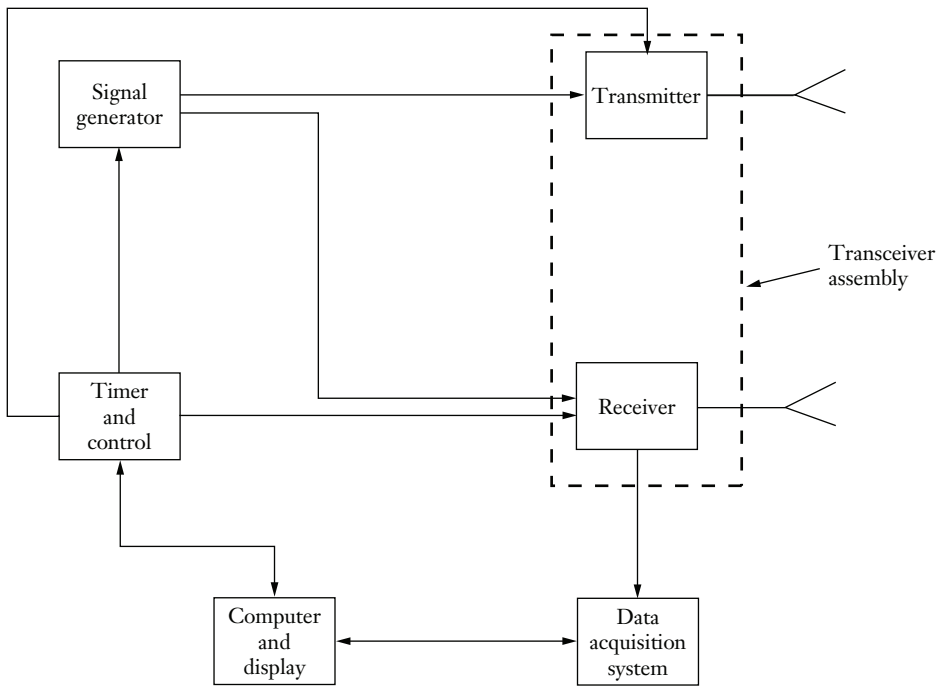 Signal
generator
Transmitter
Transceiver
assembly
Timer
and
control
Receiver
Computer
and
display
Data
acquisition
system